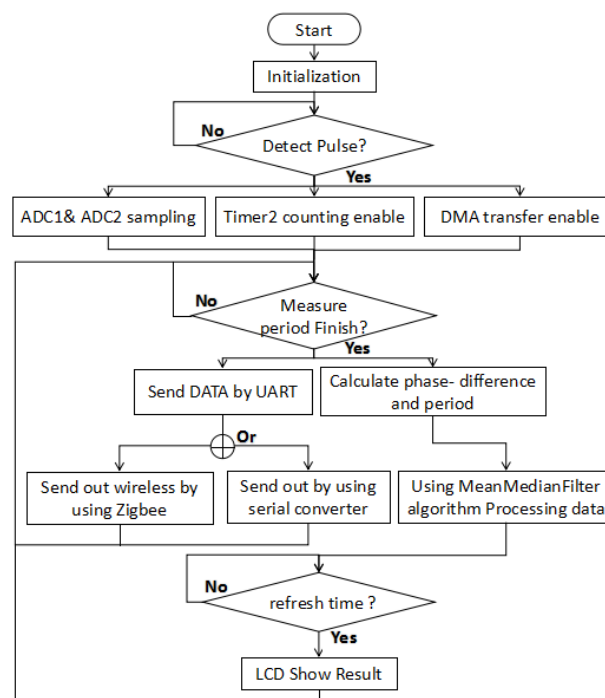 Start
Initialization
No
Detect Pulse?
Yes
ADC1& ADC2 sampling
Timer2 counting enable
DMA transfer enable
No
Measure
period Finish?
Yes
Send DATA by UART
Calculate phase- difference
and period
Or
Send out wireless by
using Zigbee
Send out by using
serial converter
Using MeanMedianFilter
algorithm Processing data
No
refresh time ?
Yes
LCD Show Result